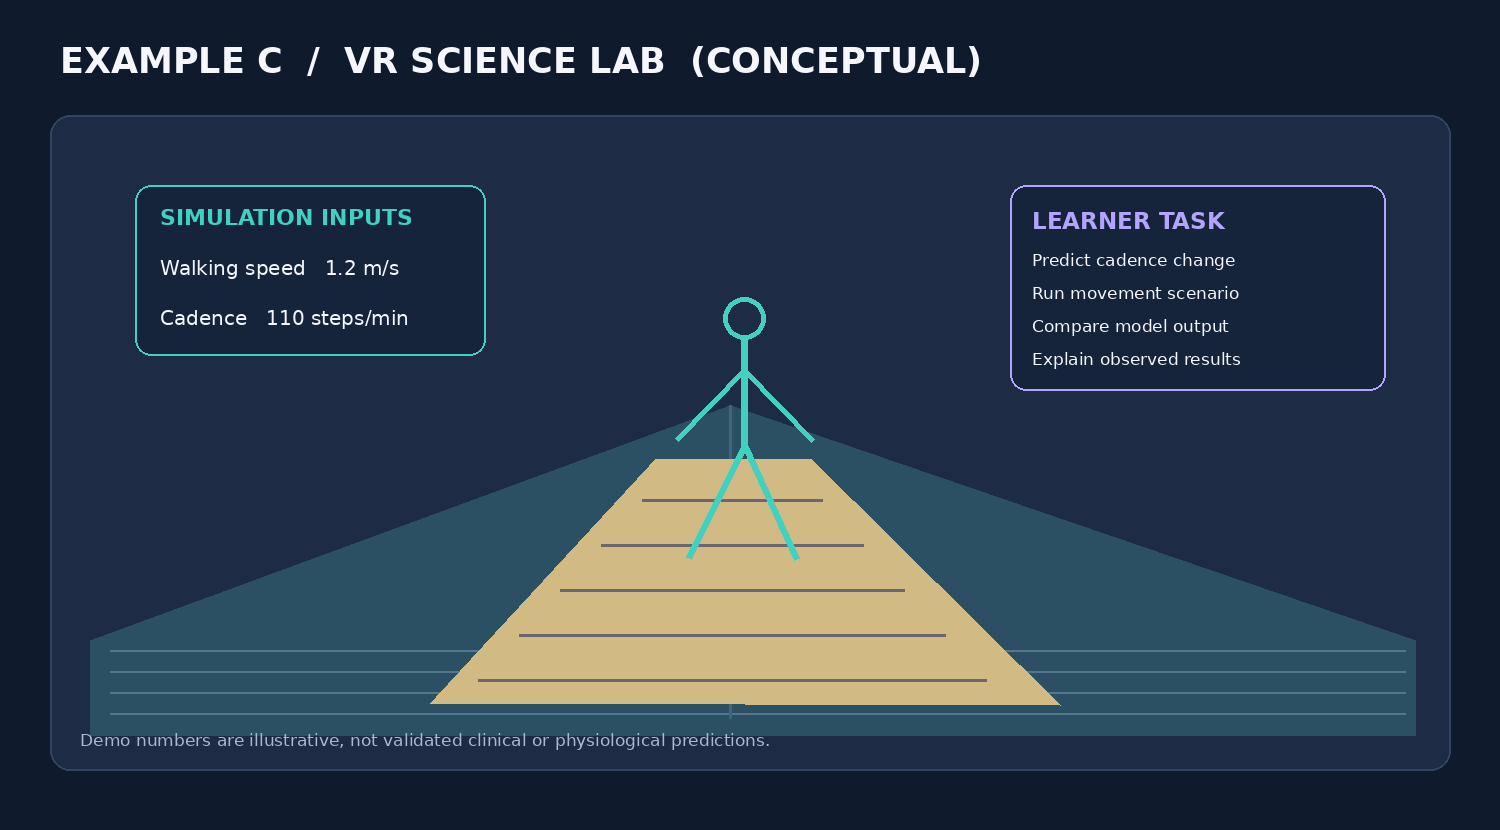 EXAMPLE C / VR SCIENCE LAB (CONCEPTUAL)
SIMULATION INPUTS
Walking speed 1.2 m/s
Cadence 110 steps/min
LEARNER TASK
Predict cadence change
Run movement scenario
Compare model output
Explain observed results
Demo numbers are illustrative, not validated clinical or physiological predictions.